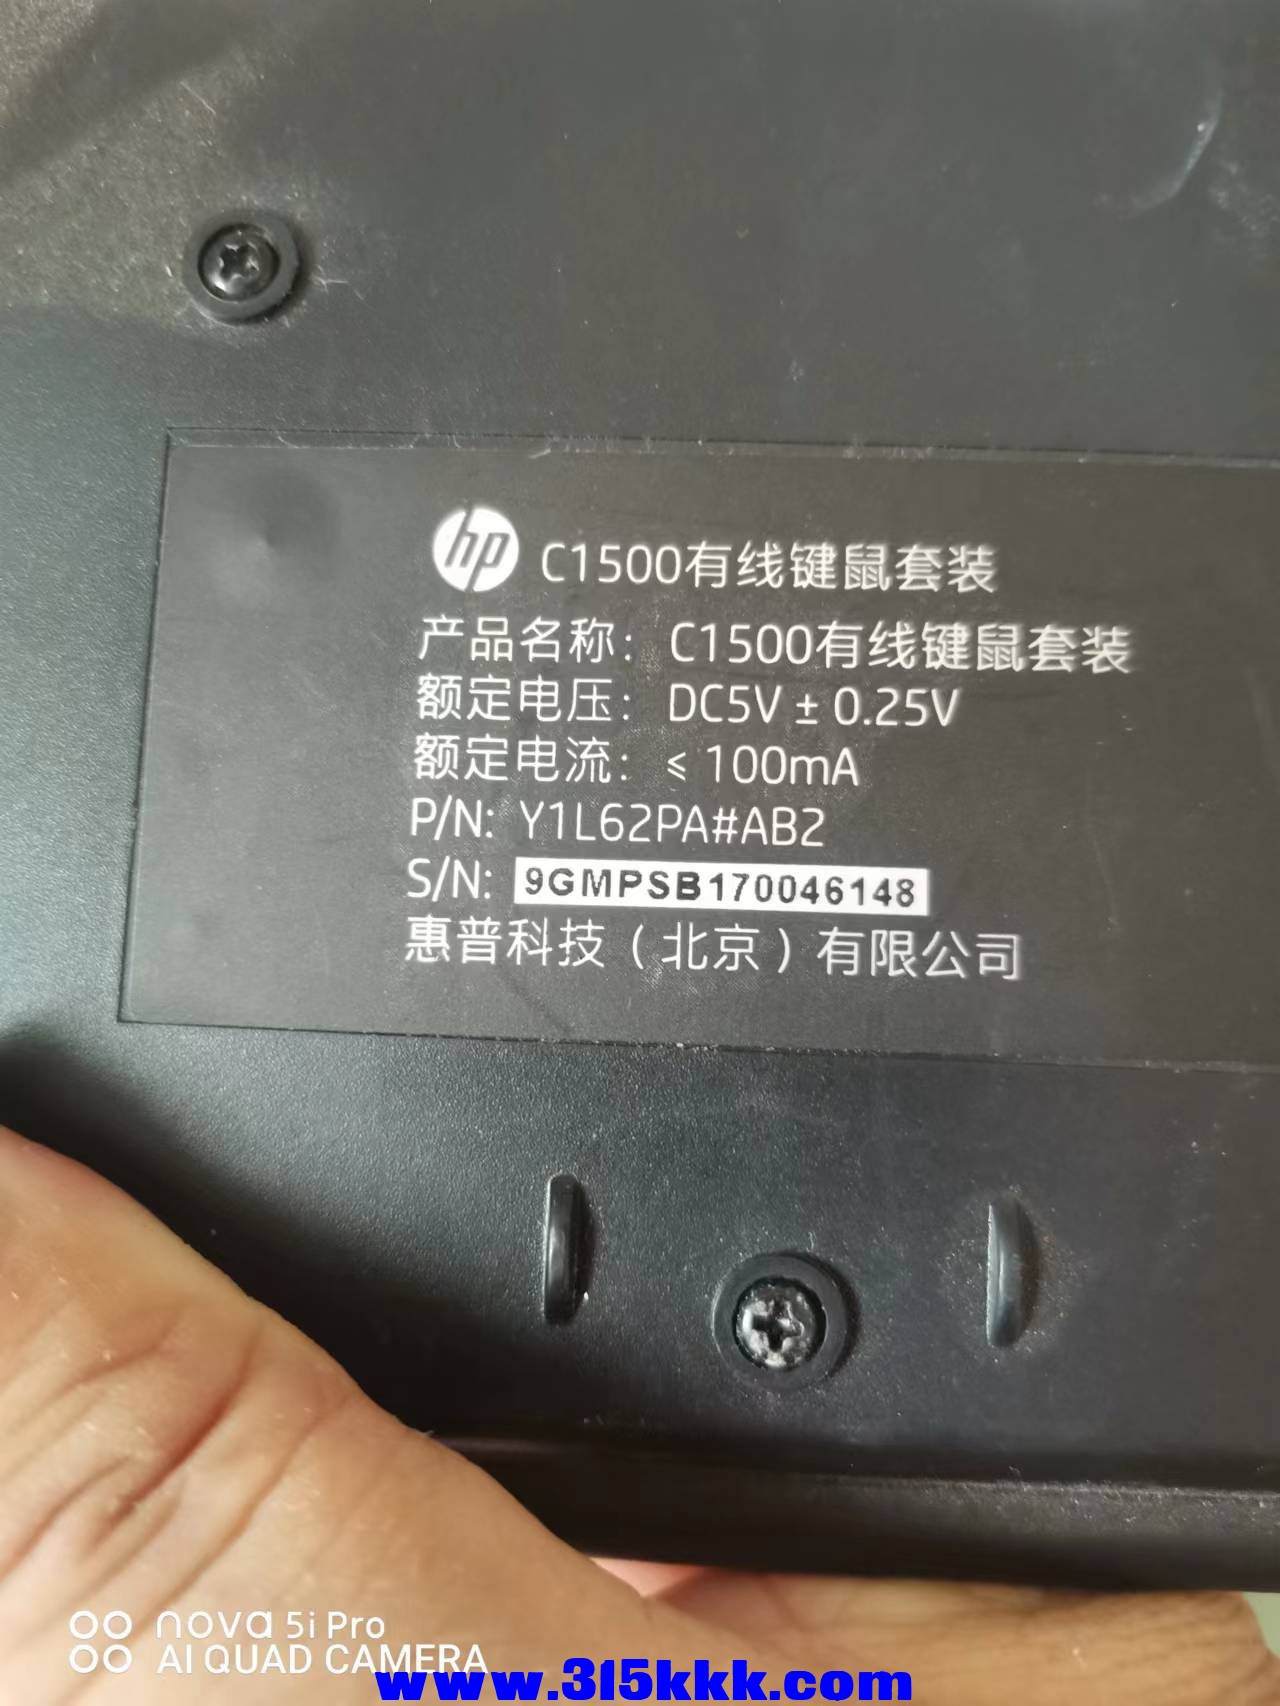 hp C1500有线键鼠套装
产品名称: C1500有线键鼠套装
额定电压: DC5V ± 0.25V
额定电流: ≤ 100mA
P/N: Y1L62PA#AB2
S/N: 9GMPSB170046148
惠普科技(北京)有限公司
nova 5i Pro
AI QUAD CAMERA
www.315kkk.com